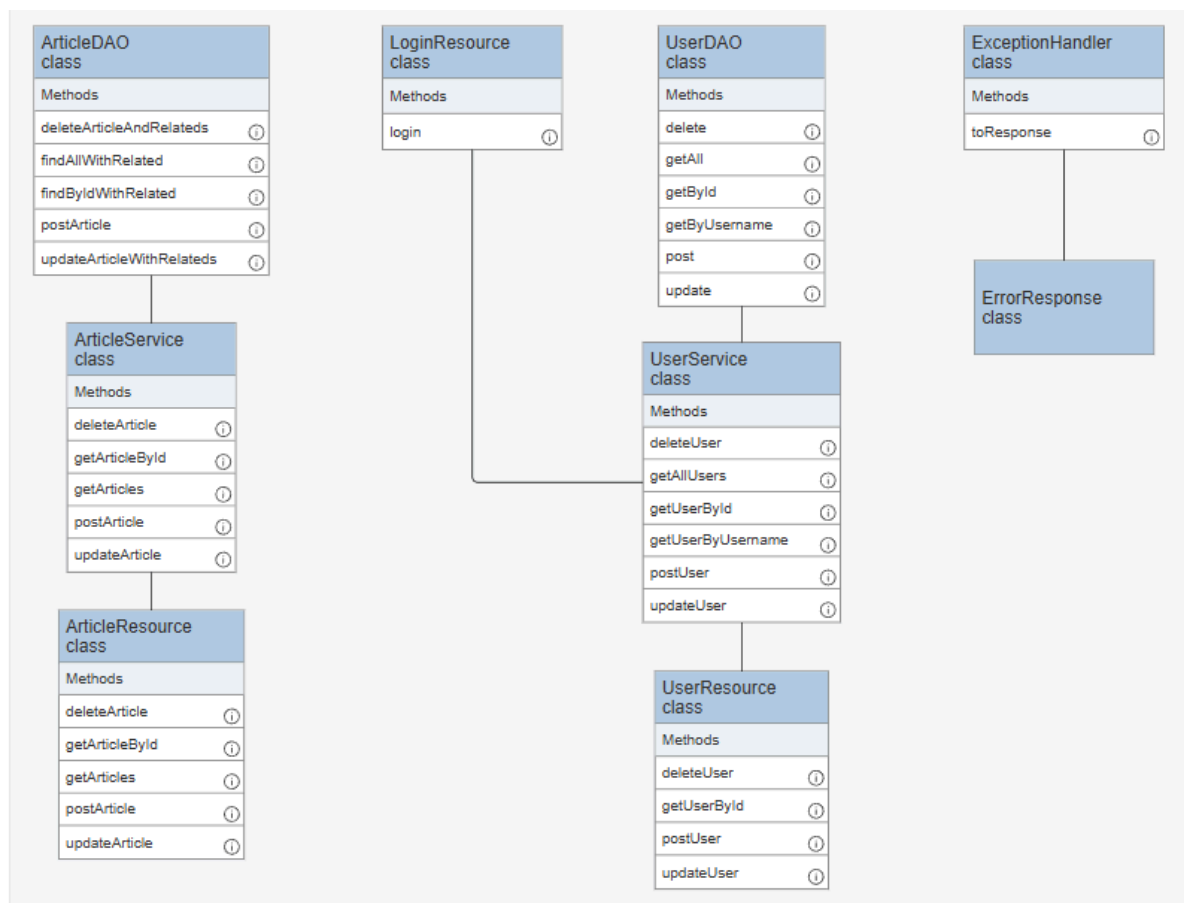 ArticleDAO
class
Methods
deleteArticleAndRelateds
findAllWithRelated
findByIdWithRelated
postArticle
updateArticleWithRelateds
ArticleService
class
Methods
deleteArticle
getArticleById
getArticles
postArticle
updateArticle
ArticleResource
class
Methods
deleteArticle
getArticleById
getArticles
postArticle
updateArticle
LoginResource
class
Methods
login
UserDAO
class
Methods
delete
getAll
getById
getByUsername
post
update
UserService
class
Methods
deleteUser
getAllUsers
getUserById
getUserByUsername
postUser
updateUser
UserResource
class
Methods
deleteUser
getUserById
postUser
updateUser
ExceptionHandler
class
Methods
toResponse
ErrorResponse
class